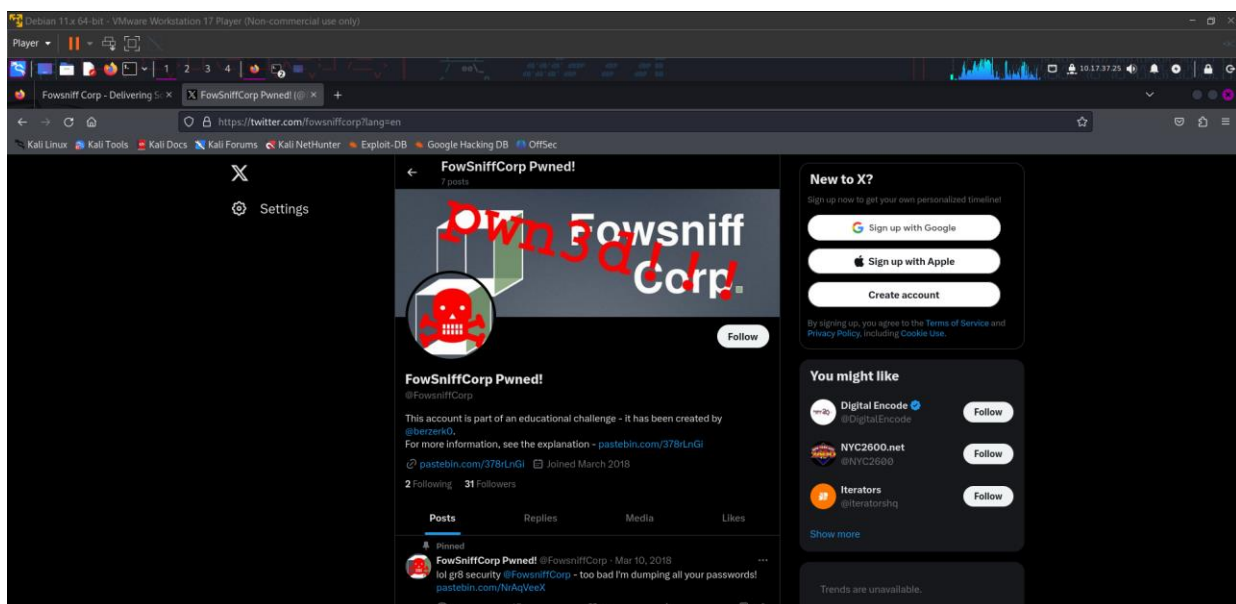 Debian 11.x 64-bit - VMware Workstation 17 Player (Non-commercial use only)
Player
1 2 3 4
10.17.37.25
Fowsniff Corp - Delivering S
FowSniffCorp Pwned! (@
https://twitter.com/fowsniffcorp?lang=en
Kali Linux Kali Tools Kali Docs Kali Forums Kali NetHunter Exploit-DB Google Hacking DB OffSec
X
Settings
FowSniffCorp Pwned!
7 posts
Fowsniff
Corp.
pwn3d!!!
Follow
FowSniffCorp Pwned!
@FowsniffCorp
This account is part of an educational challenge - it has been created by
@berzerk0.
For more information, see the explanation - pastebin.com/378rLnGi
pastebin.com/378rLnGi Joined March 2018
2 Following 31 Followers
Posts Replies Media Likes
Pinned
FowSniffCorp Pwned! @FowsniffCorp · Mar 10, 2018
lol gr8 security @FowsniffCorp - too bad I'm dumping all your passwords!
pastebin.com/NrAqVeeX
New to X?
Sign up now to get your own personalized timeline!
Sign up with Google
Sign up with Apple
Create account
By signing up, you agree to the Terms of Service and
Privacy Policy, including Cookie Use.
You might like
Digital Encode
@DigitalEncode
Follow
NYC2600.net
@NYC2600
Follow
Iterators
@iteratorshq
Follow
Show more
Trends are unavailable.